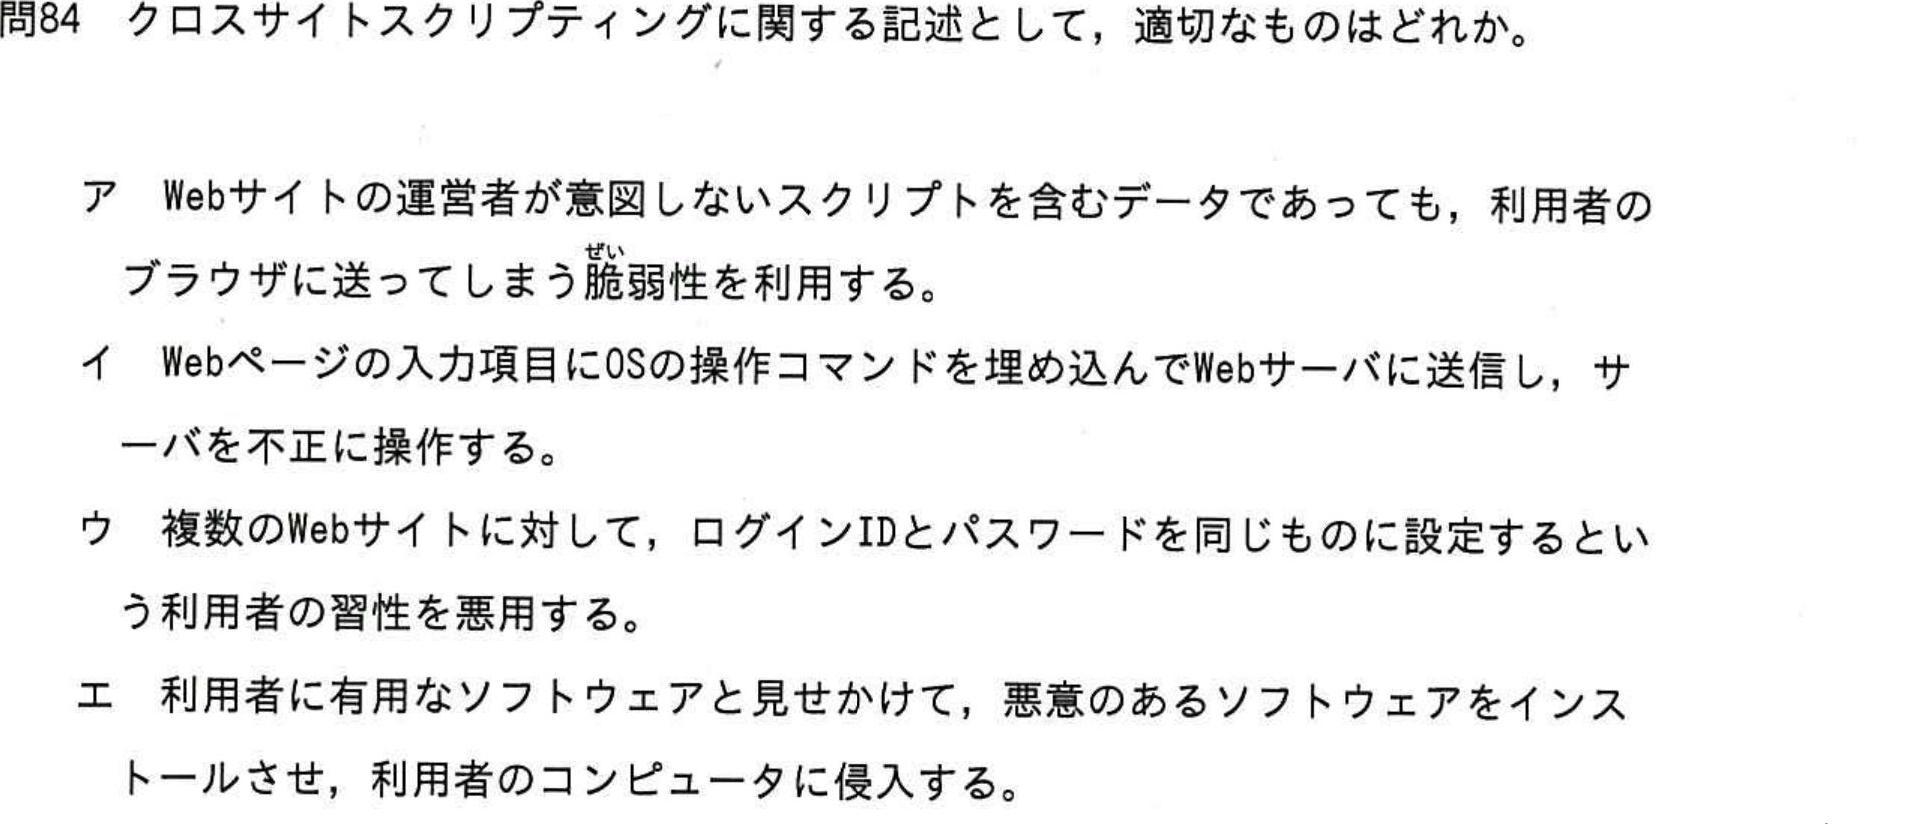 問84　クロスサイトスクリプティングに関する記述として，適切なものはどれか。
ア　Webサイトの運営者が意図しないスクリプトを含むデータであっても，利用者の
ぜい
ブラウザに送ってしまう脆弱性を利用する。
イ　Webページの入力項目にOSの操作コマンドを埋め込んでWebサーバに送信し，サ
ーバを不正に操作する。
ウ　複数のWebサイトに対して，ログインIDとパスワードを同じものに設定するとい
う利用者の習性を悪用する。
エ　利用者に有用なソフトウェアと見せかけて，悪意のあるソフトウェアをインス
トールさせ，利用者のコンピュータに侵入する。